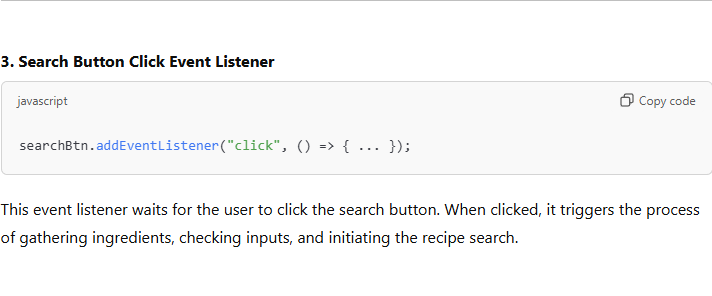 3. Search Button Click Event Listener
javascript
Copy code
searchBtn.addEventListener("click", () => { ... });
This event listener waits for the user to click the search button. When clicked, it triggers the process
of gathering ingredients, checking inputs, and initiating the recipe search.